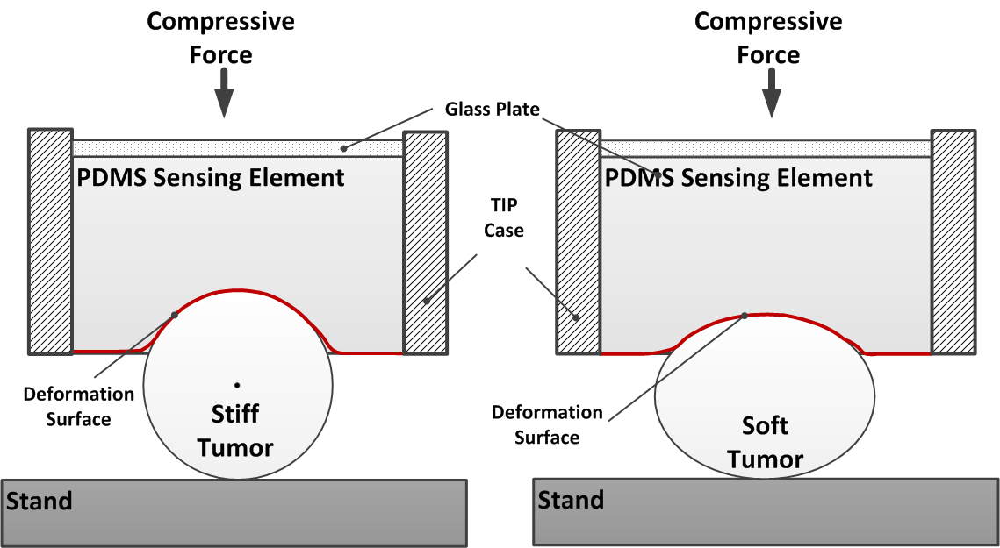 Compressive
Force
Compressive
Force
Glass Plate
PDMS Sensing Element
PDMS Sensing Element
TIP
Case
Deformation
Surface
Stiff
Tumor
Deformation
Surface
Soft
Tumor
Stand
Stand